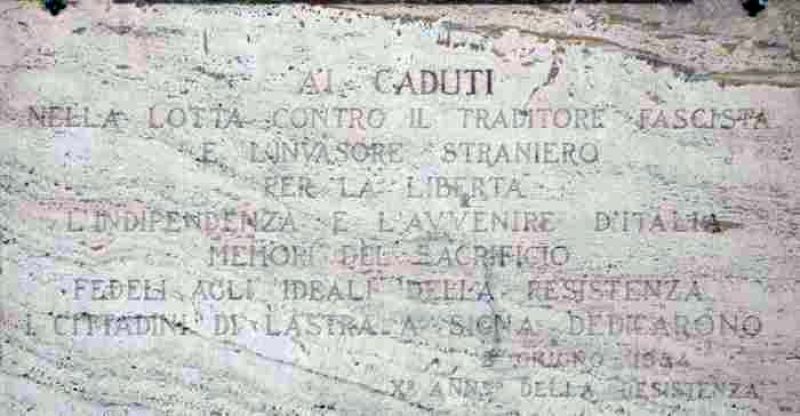 AI CADUTI
NELLA LOTTA CONTRO IL TRADITORE FASCISTA
E L'INVASORE STRANIERO
PER LA LIBERTÀ
L'INDIPENDENZA E L'AVVENIRE D'ITALIA
MEMORI DEL SACRIFICIO
FEDELI AGLI IDEALI DELLA RESISTENZA
I CITTADINI DI LASTRA A SIGNA DEDICARONO
GIUGNO 1954
X° ANNO DELLA RESISTENZA